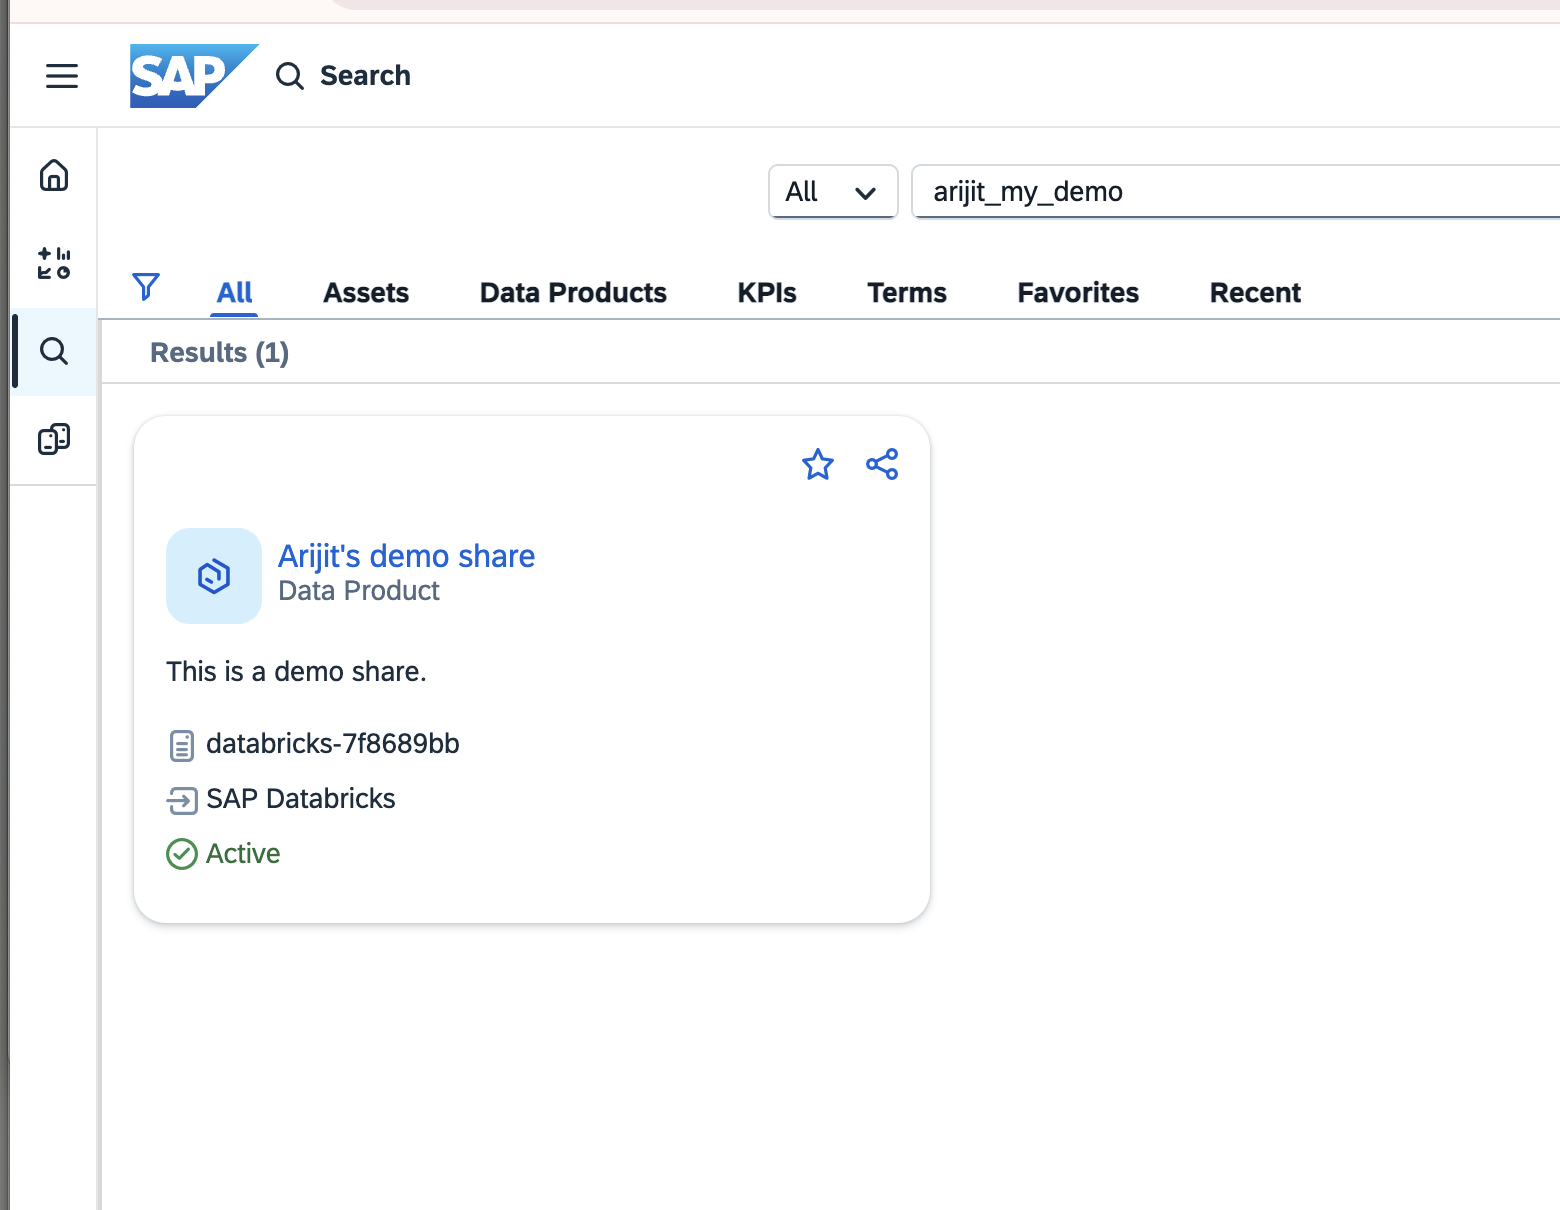 SAP Search
All arijit_my_demo
All Assets Data Products KPIs Terms Favorites Recent
Results (1)
Arijit's demo share
Data Product
This is a demo share.
databricks-7f8689bb
SAP Databricks
Active